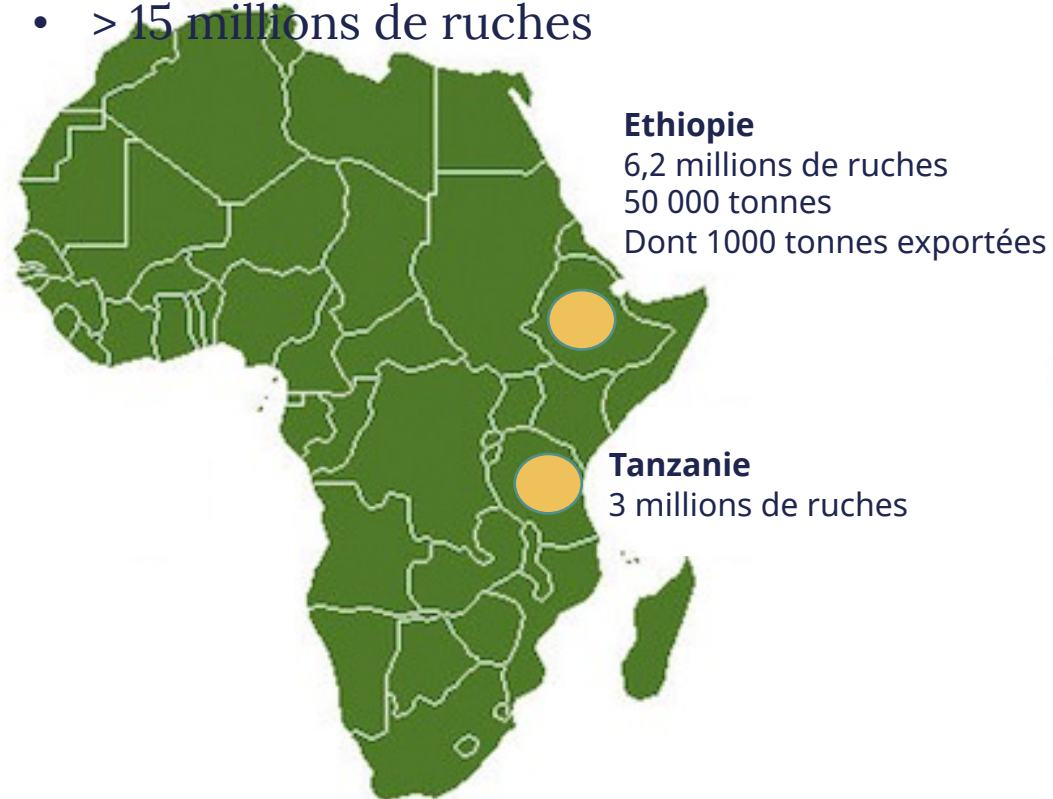 • > 15 millions de ruches
Ethiopie
6,2 millions de ruches
50 000 tonnes
Dont 1000 tonnes exportées
Tanzanie
3 millions de ruches